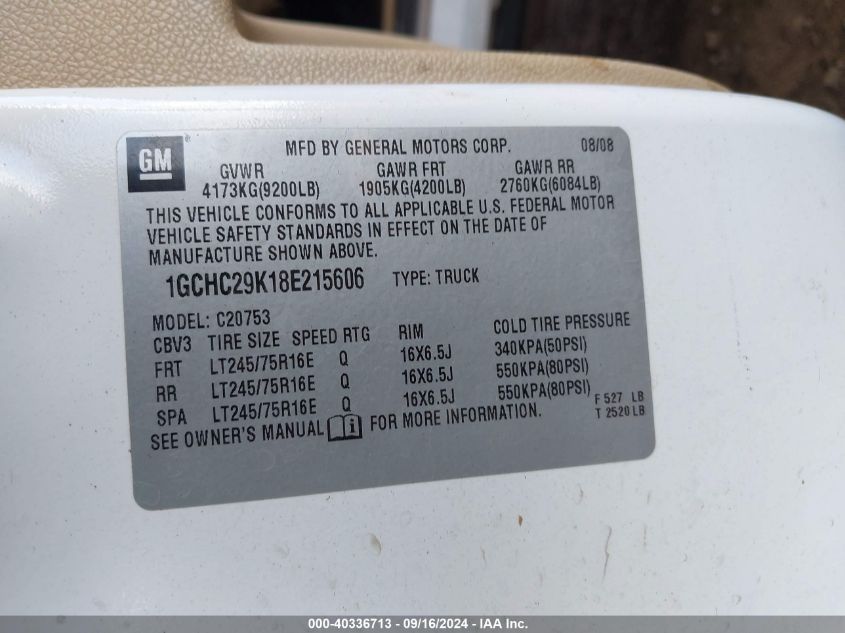 GM
MFD BY GENERAL MOTORS CORP. 08/08
GVWR GAWR FRT GAWR RR
4173KG(9200LB) 1905KG(4200LB) 2760KG(6084LB)
THIS VEHICLE CONFORMS TO ALL APPLICABLE U.S. FEDERAL MOTOR
VEHICLE SAFETY STANDARDS IN EFFECT ON THE DATE OF
MANUFACTURE SHOWN ABOVE.
1GCHC29K18E215606 TYPE: TRUCK
MODEL: C20753
CBV3 TIRE SIZE SPEED RTG RIM COLD TIRE PRESSURE
FRT LT245/75R16E Q 16X6.5J 340KPA(50PSI)
RR LT245/75R16E Q 16X6.5J 550KPA(80PSI)
SPA LT245/75R16E Q 16X6.5J 550KPA(80PSI)
F 527 LB
T 2520 LB
SEE OWNER'S MANUAL i FOR MORE INFORMATION.
000-40336713 - 09/16/2024 - IAA Inc.